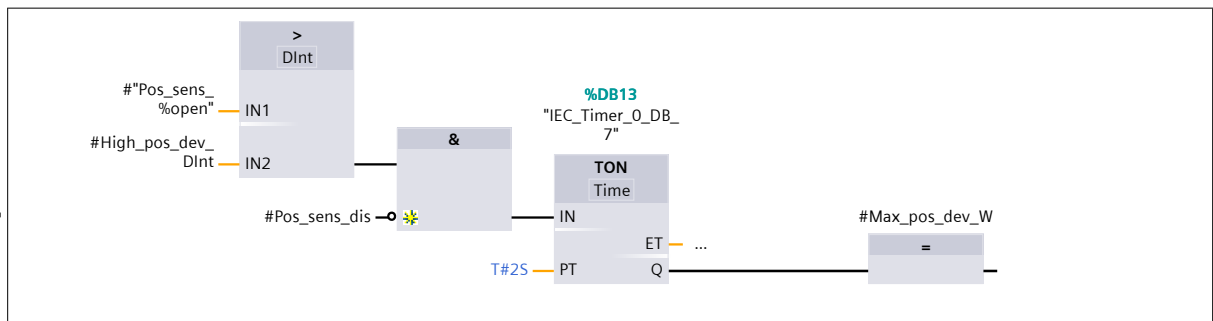 >
DInt
#"Pos_sens_
%open"
IN1
#High_pos_dev_
DInt
IN2
&
#Pos_sens_dis
%DB13
"IEC_Timer_0_DB_
7"
TON
Time
IN
ET
...
T#2S
PT
Q
#Max_pos_dev_W
=